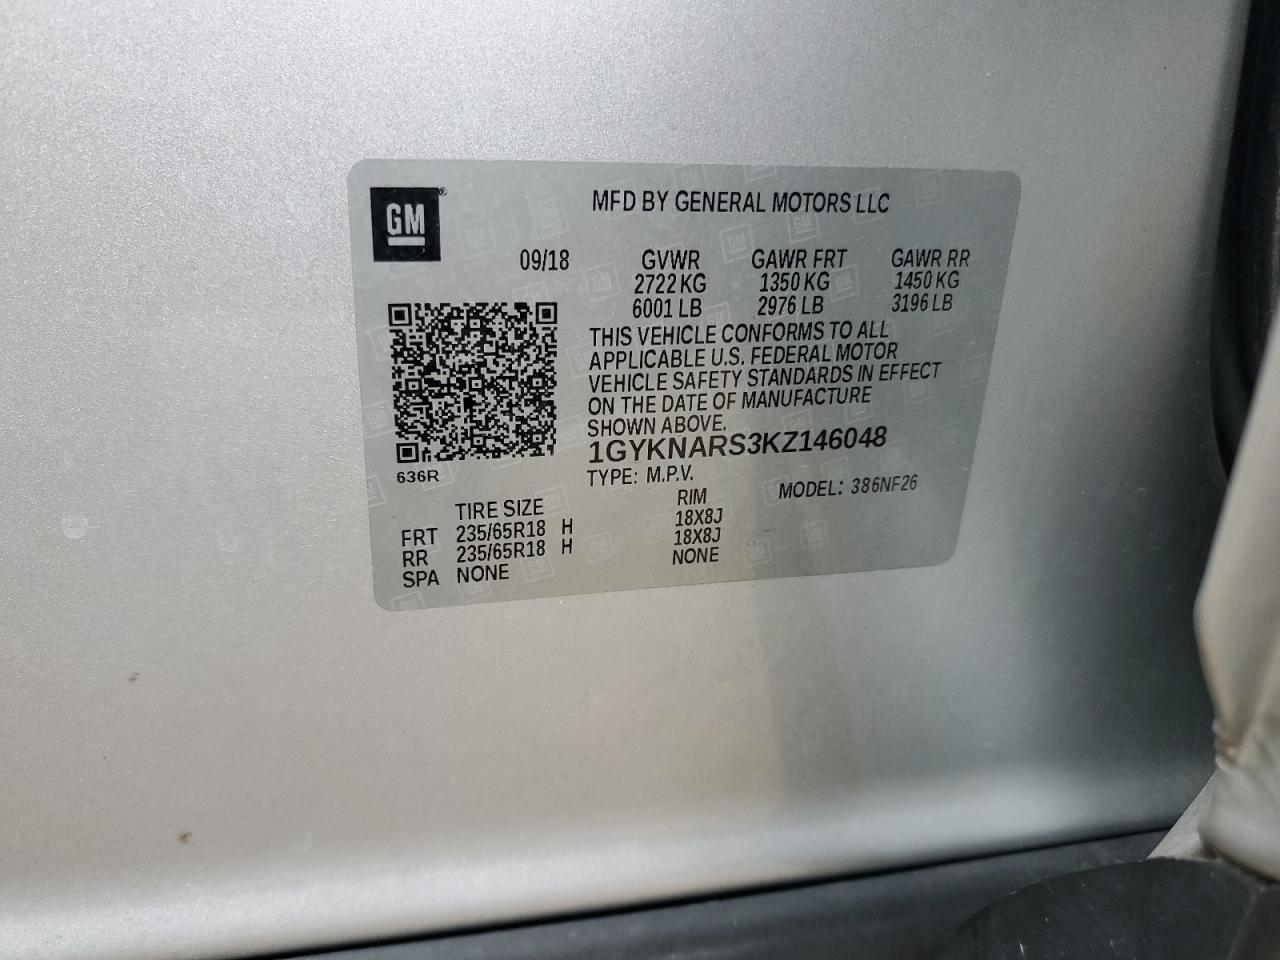 GM®
MFD BY GENERAL MOTORS LLC
09/18 GVWR GAWR FRT GAWR RR
2722 KG 1350 KG 1450 KG
6001 LB 2976 LB 3196 LB
THIS VEHICLE CONFORMS TO ALL
APPLICABLE U.S. FEDERAL MOTOR
VEHICLE SAFETY STANDARDS IN EFFECT
ON THE DATE OF MANUFACTURE
SHOWN ABOVE.
1GYKNARS3KZ146048
636R
TYPE: M.P.V. MODEL: 386NF26
TIRE SIZE RIM
FRT 235/65R18 H 18X8J
RR 235/65R18 H 18X8J
SPA NONE NONE